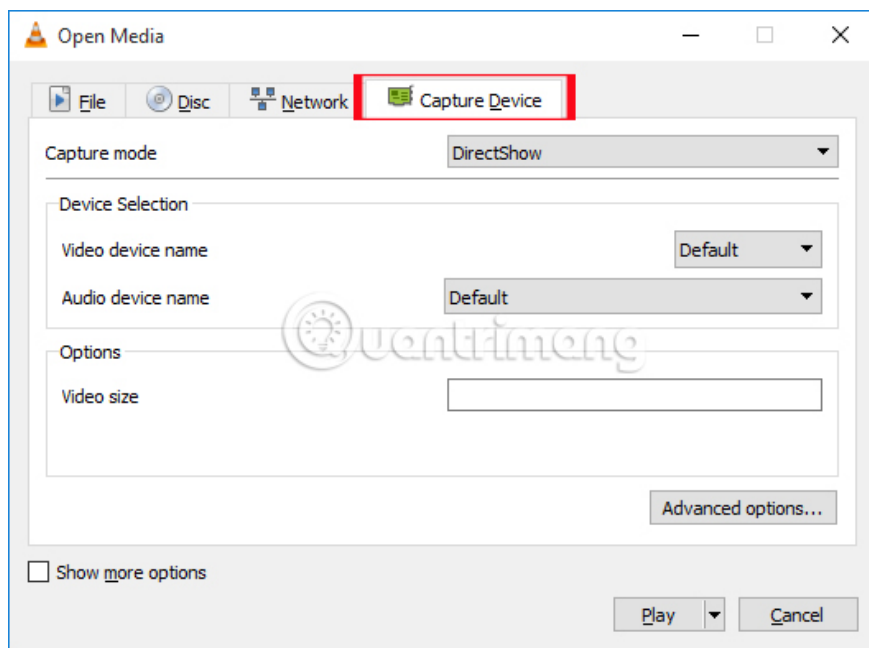 Open Media
File Disc Network Capture Device
Capture mode DirectShow
Device Selection
Video device name Default
Audio device name Default
Quantrimang
Options
Video size
Advanced options...
Show more options
Play Cancel